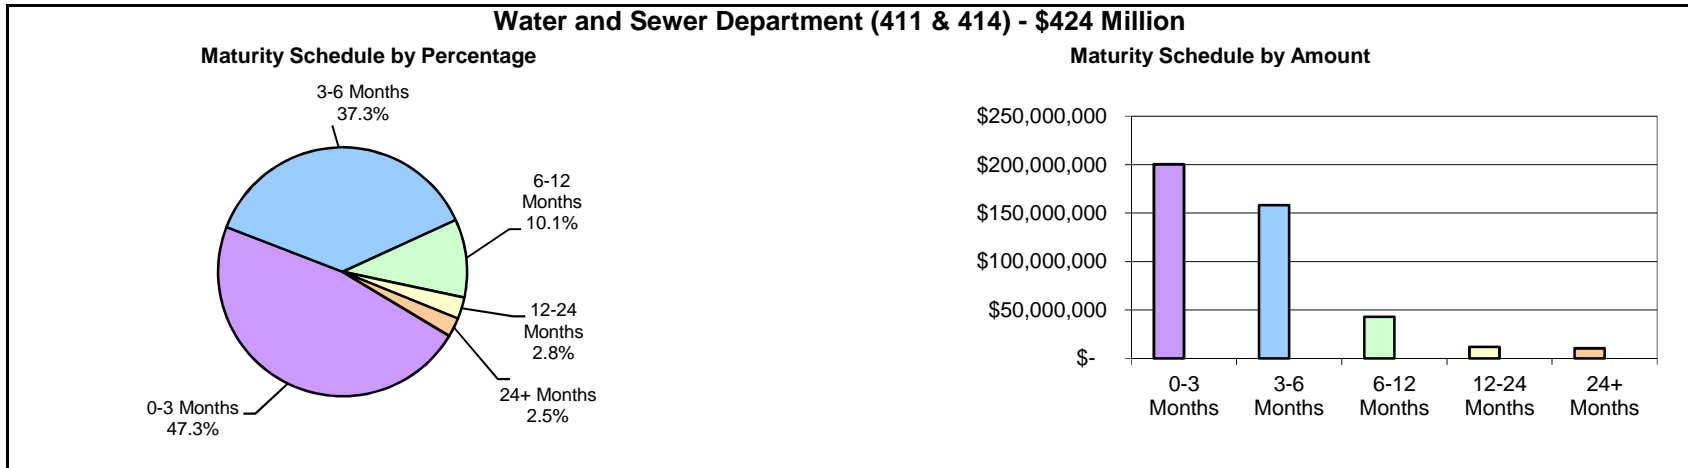 Water and Sewer Department (411 & 414) - $424 Million
Maturity Schedule by Percentage
3-6 Months
37.3%
6-12
Months
10.1%
12-24
Months
2.8%
24+ Months
2.5%
0-3 Months
47.3%
Maturity Schedule by Amount
$250,000,000
$200,000,000
$150,000,000
$100,000,000
$50,000,000
$-
0-3
Months
3-6
Months
6-12
Months
12-24
Months
24+
Months